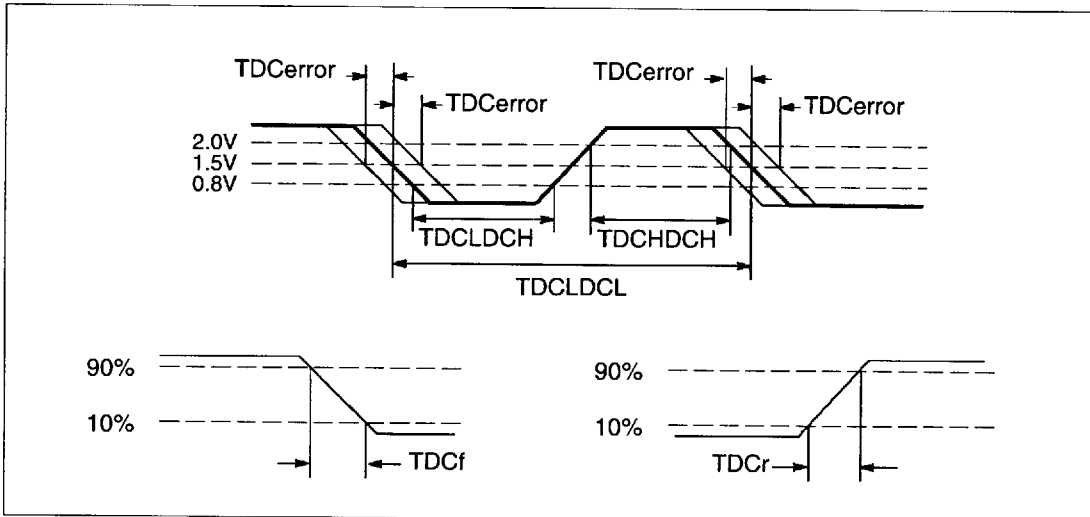 TDCerror
TDCerror
TDCerror
TDCerror
2.0V
1.5V
0.8V
TDCLDCH
TDCHDCH
TDCLDCL
90%
10%
TDCf
90%
10%
TDCr